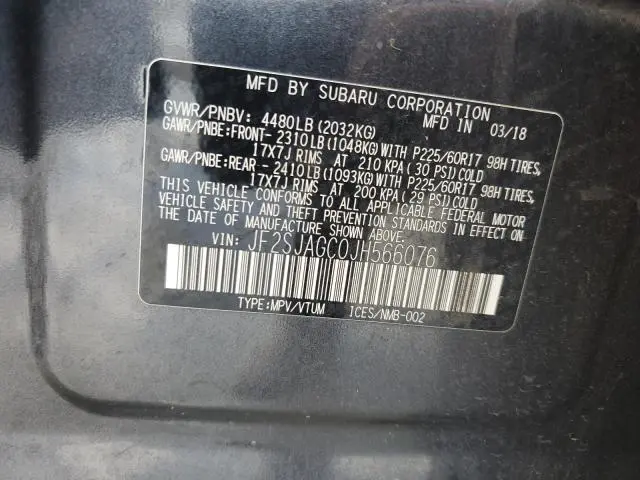 MFD BY SUBARU CORPORATION
MFD IN 03/18
GVWR/PNBV: 4480LB(2032KG)
GAWR/PNBE:FRONT- 2310LB(1048KG)WITH P225/60R17 98H TIRES,
17X7J RIMS AT 210 KPA(30 PSI)COLD
GAWR/PNBE:REAR - 2410LB(1093KG)WITH P225/60R17 98H TIRES,
17X7J RIMS AT 200 KPA(29 PSI)COLD
THIS VEHICLE CONFORMS TO ALL APPLICABLE FEDERAL MOTOR
VEHICLE SAFETY AND THEFT PREVENTION STANDARDS IN EFFECT ON
THE DATE OF MANUFACTURE SHOWN ABOVE.
VIN: JF2SJAGC0JH566076
TYPE:MPV/VTUM ICES/NMB-002